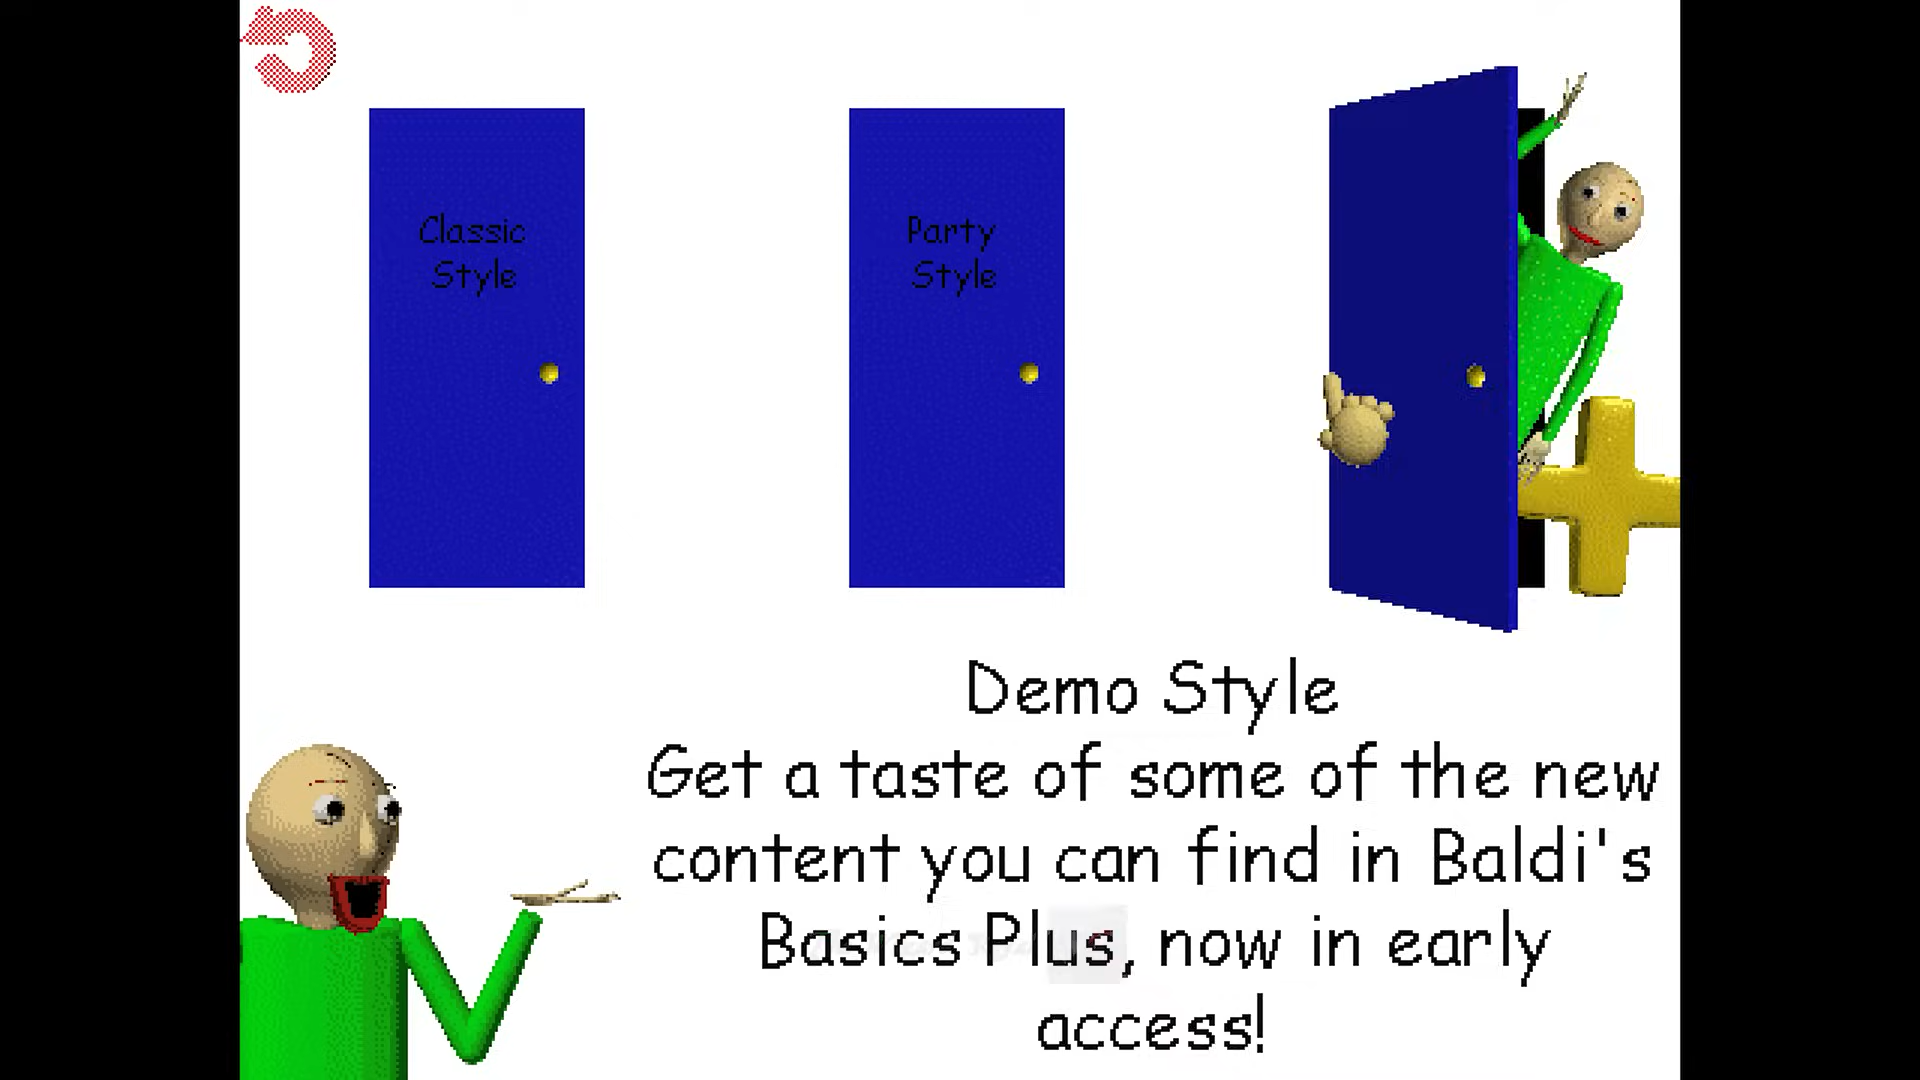 Classic
Style
Party
Style
Demo Style
Get a taste of some of the new
content you can find in Baldi's
Basics Plus, now in early
access!